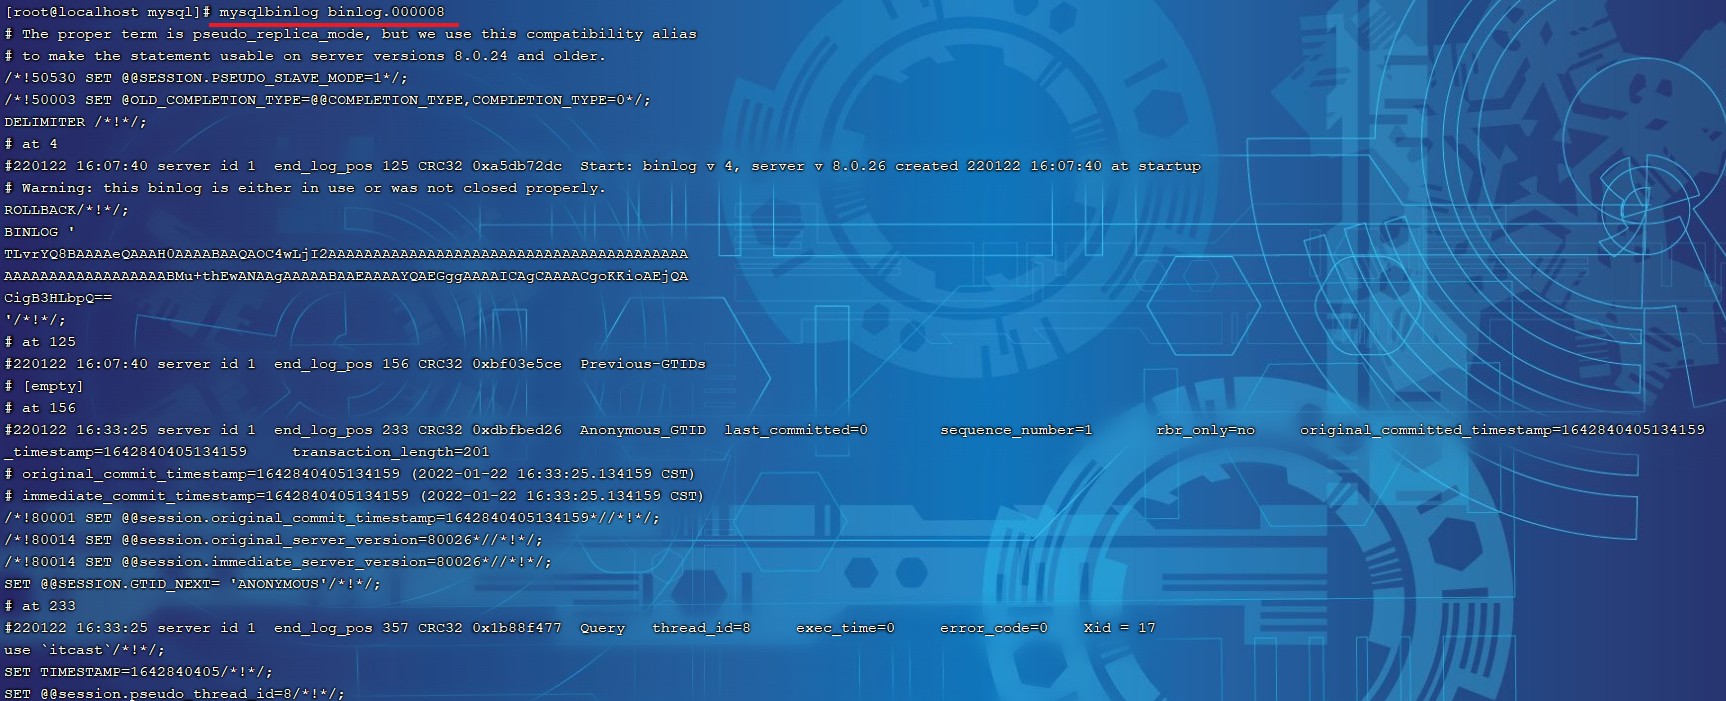 [root@localhost mysql]# mysqlbinlog binlog.000008
# The proper term is pseudo_replica_mode, but we use this compatibility alias
# to make the statement usable on server versions 8.0.24 and older.
/*!50530 SET @@SESSION.PSEUDO_SLAVE_MODE=1*/;
/*!50003 SET @OLD_COMPLETION_TYPE=@@COMPLETION_TYPE,COMPLETION_TYPE=0*/;
DELIMITER /*!*/;
# at 4
#220122 16:07:40 server id 1  end_log_pos 125 CRC32 0xa5db72dc  Start: binlog v 4, server v 8.0.26 created 220122 16:07:40 at startup
# Warning: this binlog is either in use or was not closed properly.
ROLLBACK/*!*/;
BINLOG '
TLvrYQ8BAAAAeQAAAH0AAAABAAQAOC4wLjI2AAAAAAAAAAAAAAAAAAAAAAAAAAAAAAAAAAAAAAAA
AAAAAAAAAAAAAAAAAABMu+thEwANAAgAAAAABAAEAAAAYQAEGggAAAAICAgCAAAACgoKKioAEjQA
CigB3HLbpQ==
'/*!*/;
# at 125
#220122 16:07:40 server id 1  end_log_pos 156 CRC32 0xbf03e5ce  Previous-GTIDs
# [empty]
# at 156
#220122 16:33:25 server id 1  end_log_pos 233 CRC32 0xdbfbed26  Anonymous_GTID  last_committed=0        sequence_number=1       rbr_only=no     original_committed_timestamp=1642840405134159
_timestamp=1642840405134159     transaction_length=201
# original_commit_timestamp=1642840405134159 (2022-01-22 16:33:25.134159 CST)
# immediate_commit_timestamp=1642840405134159 (2022-01-22 16:33:25.134159 CST)
/*!80001 SET @@session.original_commit_timestamp=1642840405134159*//*!*/;
/*!80014 SET @@session.original_server_version=80026*//*!*/;
/*!80014 SET @@session.immediate_server_version=80026*//*!*/;
SET @@SESSION.GTID_NEXT= 'ANONYMOUS'/*!*/;
# at 233
#220122 16:33:25 server id 1  end_log_pos 357 CRC32 0x1b88f477  Query   thread_id=8     exec_time=0     error_code=0    Xid = 17
use `itcast`/*!*/;
SET TIMESTAMP=1642840405/*!*/;
SET @@session.pseudo_thread_id=8/*!*/;